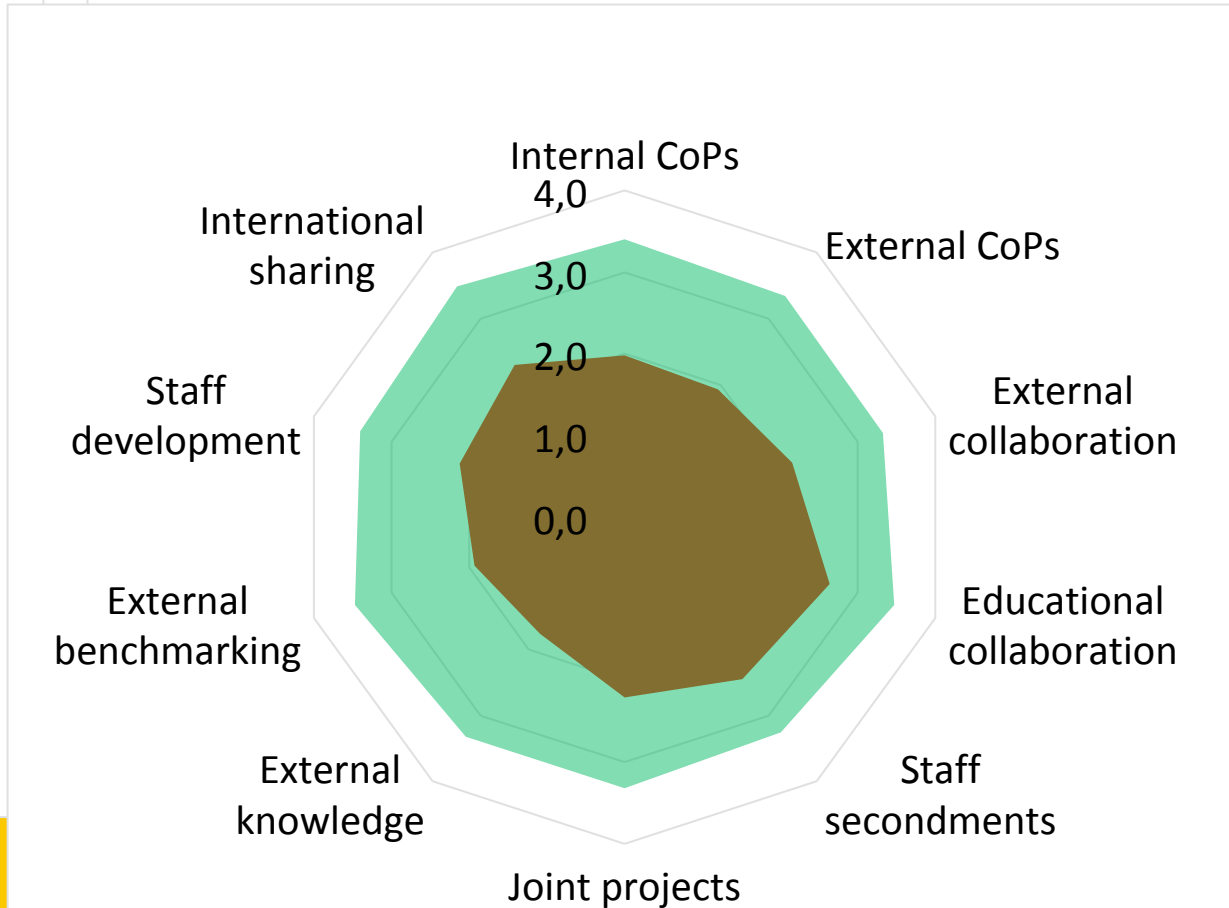 Internal CoPs
4,0
3,0
2,0
1,0
0,0
External CoPs
External
collaboration
Educational
collaboration
Staff
secondments
Joint projects
External
knowledge
External
benchmarking
Staff
development
International
sharing